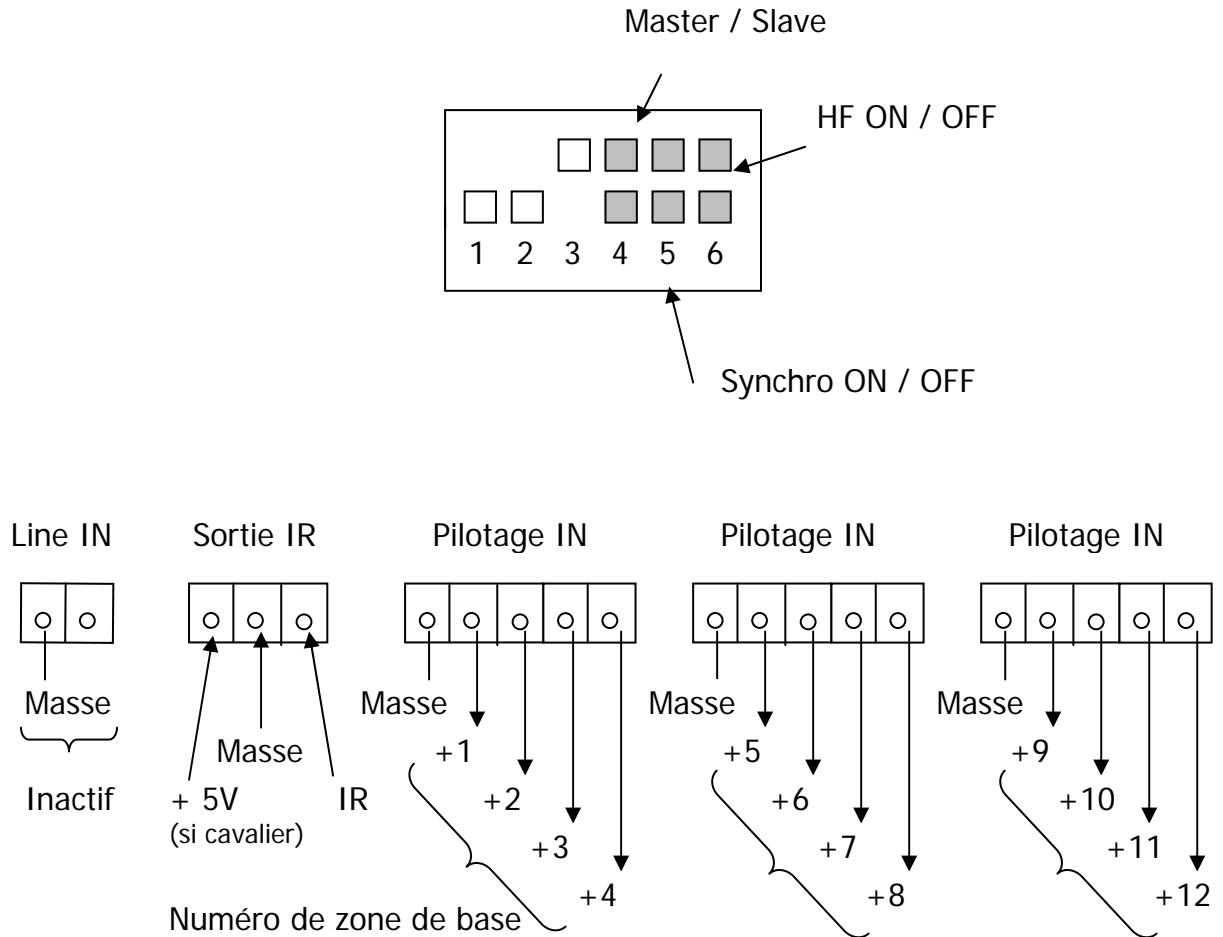 Master / Slave
HF ON / OFF
1 2 3 4 5 6
Synchro ON / OFF
Line IN Sortie IR Pilotage IN Pilotage IN Pilotage IN
Masse Masse Masse Masse
Masse +1 +5 +9
Inactif + 5V IR +2 +6 +10
(si cavalier) +3 +7 +11
+4 +8 +12
Numéro de zone de base